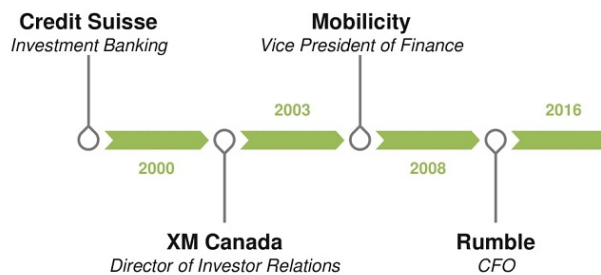 Credit Suisse
Investment Banking
Mobilicity
Vice President of Finance
2003
2016
2000
2008
XM Canada
Director of Investor Relations
Rumble
CFO